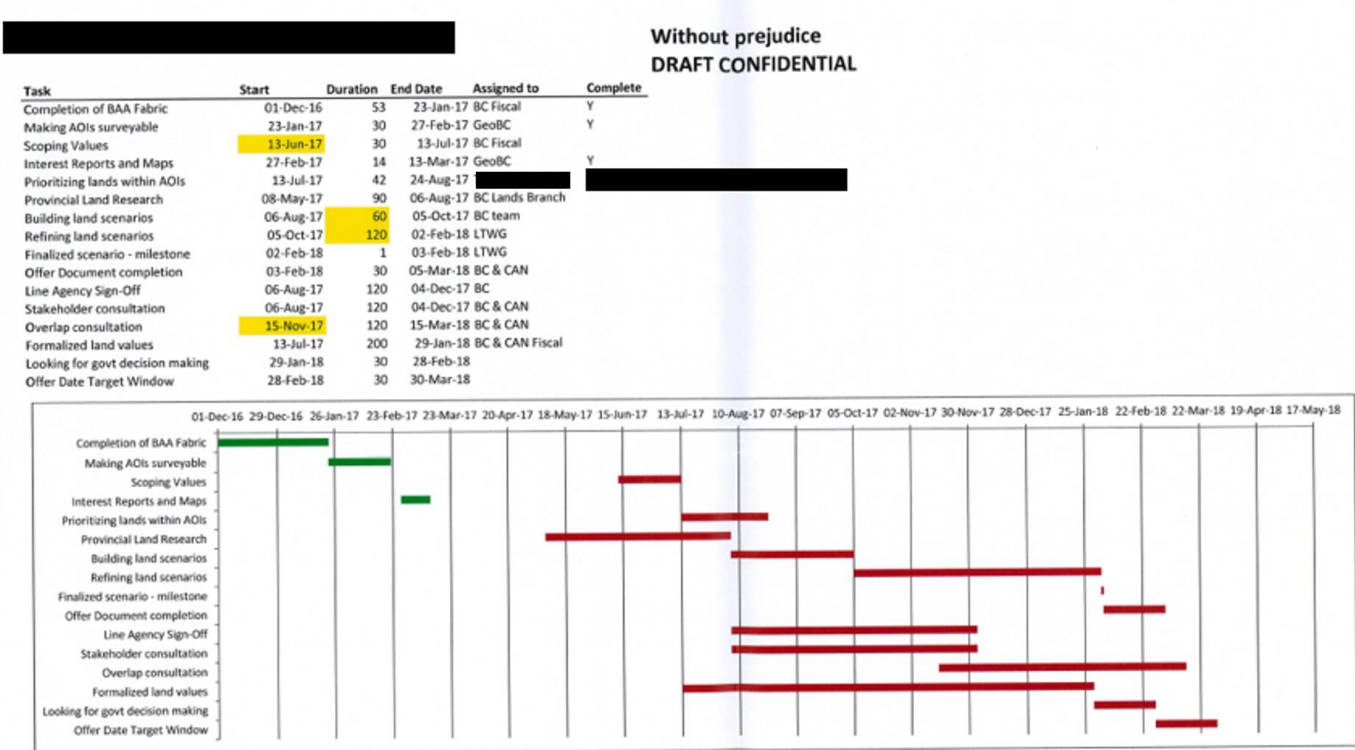 Without prejudice
DRAFT CONFIDENTIAL
Task Start Duration End Date Assigned to Complete
Completion of BAA Fabric 01-Dec-16 53 23-Jan-17 BC Fiscal Y
Making AOIs surveyable 23-Jan-17 30 27-Feb-17 GeoBC Y
Scoping Values 13-Jun-17 30 13-Jul-17 BC Fiscal
Interest Reports and Maps 27-Feb-17 14 13-Mar-17 GeoBC Y
Prioritizing lands within AOIs 13-Jul-17 42 24-Aug-17
Provincial Land Research 08-May-17 90 06-Aug-17 BC Lands Branch
Building land scenarios 06-Aug-17 60 05-Oct-17 BC team
Refining land scenarios 05-Oct-17 120 02-Feb-18 LTWG
Finalized scenario - milestone 02-Feb-18 1 03-Feb-18 LTWG
Offer Document completion 03-Feb-18 30 05-Mar-18 BC & CAN
Line Agency Sign-Off 06-Aug-17 120 04-Dec-17 BC
Stakeholder consultation 06-Aug-17 120 04-Dec-17 BC & CAN
Overlap consultation 15-Nov-17 120 15-Mar-18 BC & CAN
Formalized land values 13-Jul-17 200 29-Jan-18 BC & CAN Fiscal
Looking for govt decision making 29-Jan-18 30 28-Feb-18
Offer Date Target Window 28-Feb-18 30 30-Mar-18
01-Dec-16 29-Dec-16 26-Jan-17 23-Feb-17 23-Mar-17 20-Apr-17 18-May-17 15-Jun-17 13-Jul-17 10-Aug-17 07-Sep-17 05-Oct-17 02-Nov-17 30-Nov-17 28-Dec-17 25-Jan-18 22-Feb-18 22-Mar-18 19-Apr-18 17-May-18
Completion of BAA Fabric
Making AOIs surveyable
Scoping Values
Interest Reports and Maps
Prioritizing lands within AOIs
Provincial Land Research
Building land scenarios
Refining land scenarios
Finalized scenario - milestone
Offer Document completion
Line Agency Sign-Off
Stakeholder consultation
Overlap consultation
Formalized land values
Looking for govt decision making
Offer Date Target Window